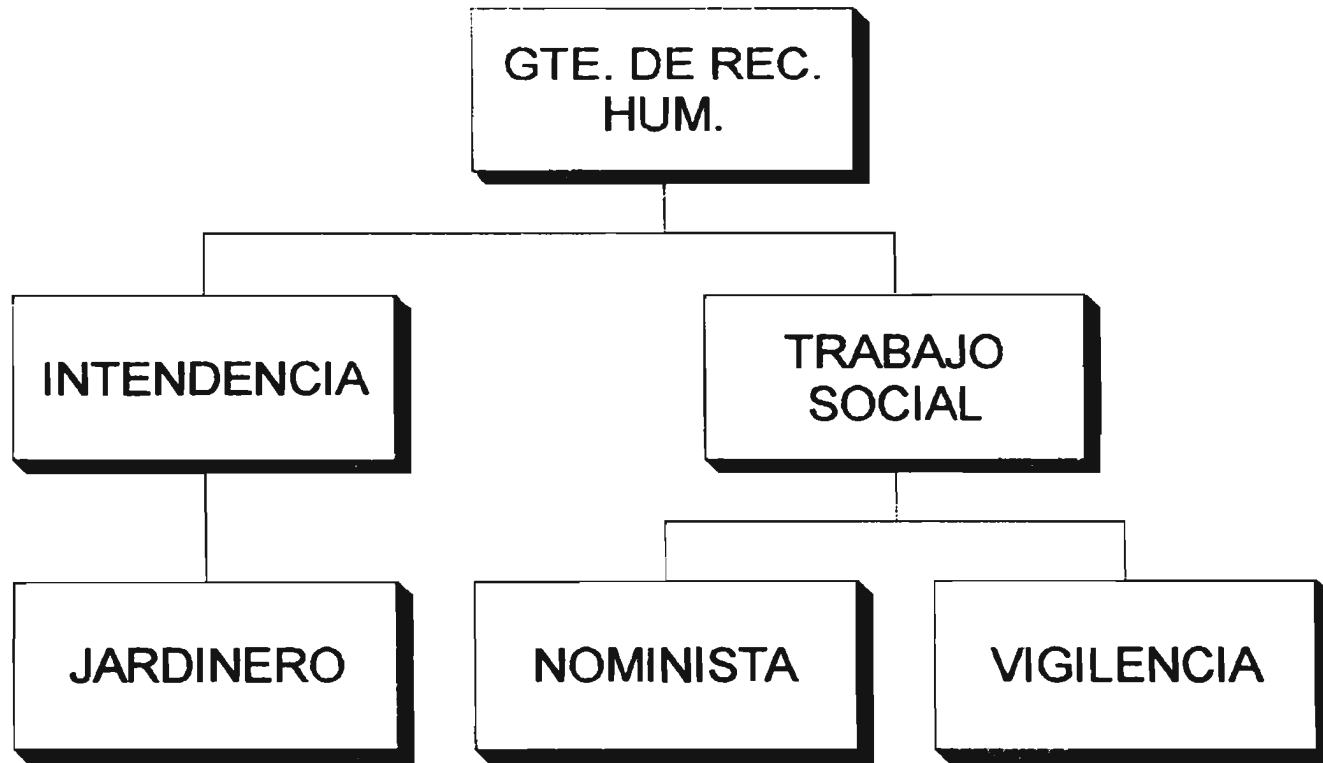 GTE. DE REC.
HUM.
INTENDENCIA
TRABAJO
SOCIAL
JARDINERO
NOMINISTA
VIGILENCIA